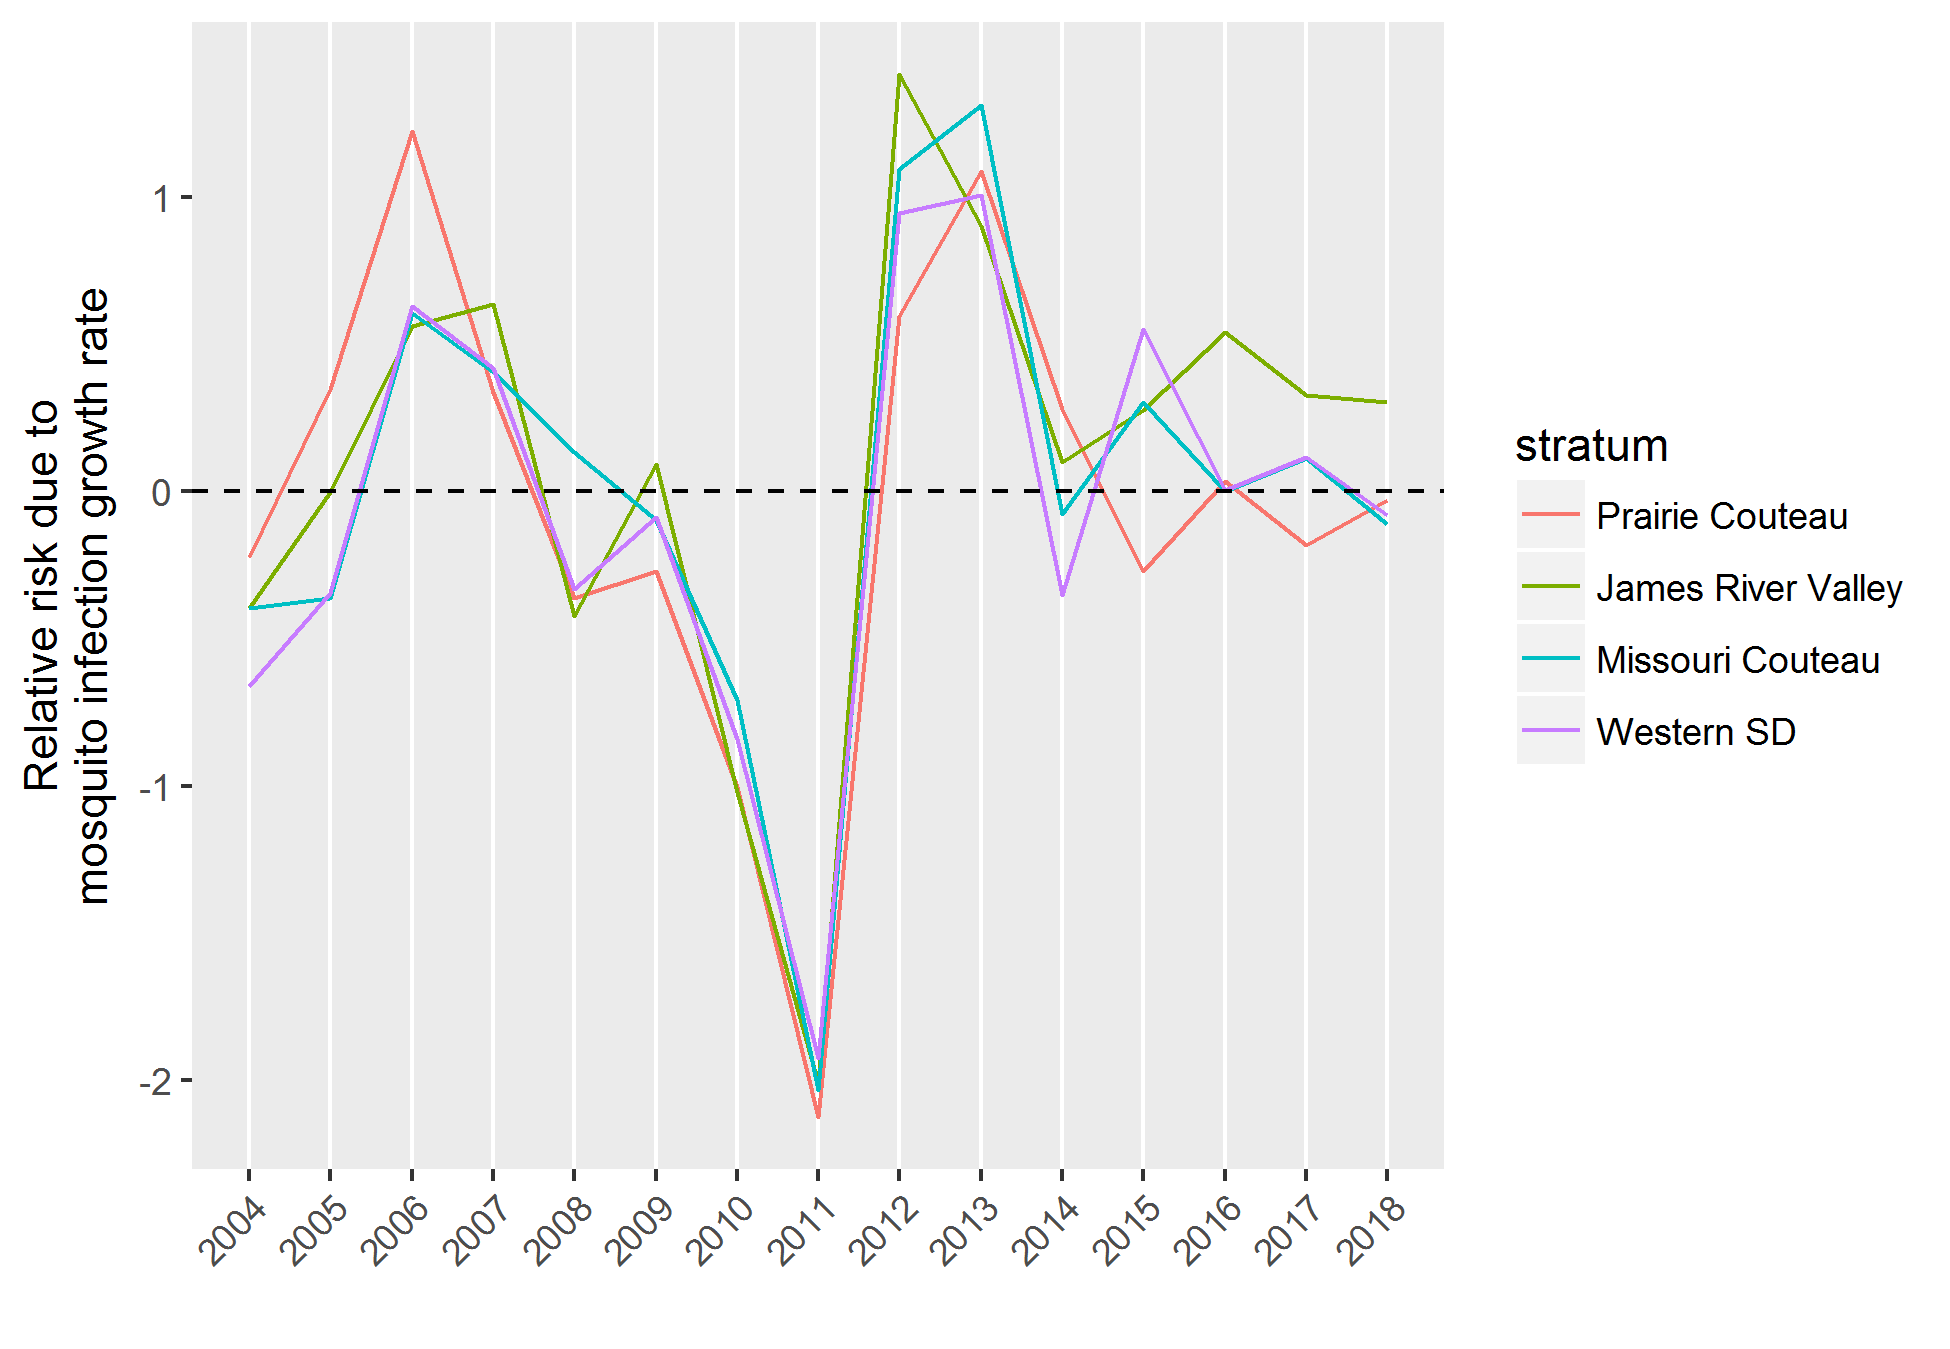 Relative risk due to
mosquito infection growth rate
1
0
-1
-2
2004
2005
2006
2007
2008
2009
2010
2011
2012
2013
2014
2015
2016
2017
2018
stratum
Prairie Couteau
James River Valley
Missouri Couteau
Western SD